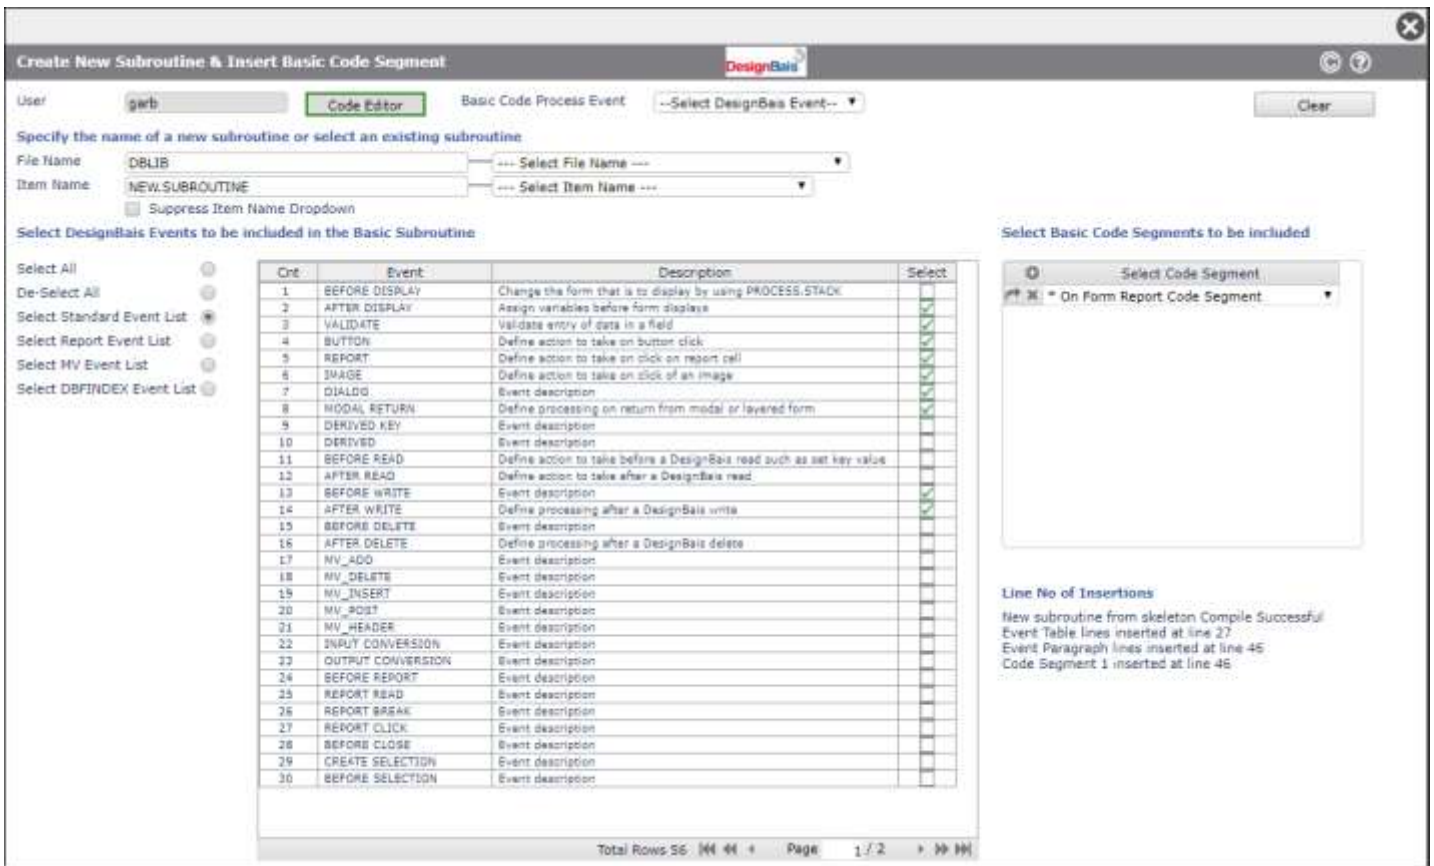 Create New Subroutine & Insert Basic Code Segment DesignBais
User garb Code Editor Basic Code Process Event --Select DesignBais Event-- Clear
Specify the name of a new subroutine or select an existing subroutine
File Name DBLIB --- Select File Name ---
Item Name NEW.SUBROUTINE --- Select Item Name ---
Suppress Item Name Dropdown
Select DesignBais Events to be included in the Basic Subroutine
Select All
De-Select All
Select Standard Event List
Select Report Event List
Select MV Event List
Select DBFINDEX Event List
Cnt Event Description Select
1 BEFORE DISPLAY Change the form that is to display by using PROCESS.STACK
2 AFTER DISPLAY Assign variables before form displays
3 VALIDATE Validate entry of data in a field
4 BUTTON Define action to take on button click
5 REPORT Define action to take on click on report cell
6 IMAGE Define action to take on click of an image
7 DIALOG Event description
8 MODAL RETURN Define processing on return from modal or layered form
9 DERIVED KEY Event description
10 DERIVED Event description
11 BEFORE READ Define action to take before a DesignBais read such as set key value
12 AFTER READ Define action to take after a DesignBais read
13 BEFORE WRITE Event description
14 AFTER WRITE Define processing after a DesignBais write
15 BEFORE DELETE Event description
16 AFTER DELETE Define processing after a DesignBais delete
17 MV_ADD Event description
18 MV_DELETE Event description
19 MV_INSERT Event description
20 MV_POST Event description
21 MV_HEADER Event description
22 INPUT CONVERSION Event description
23 OUTPUT CONVERSION Event description
24 BEFORE REPORT Event description
25 REPORT READ Event description
26 REPORT BREAK Event description
27 REPORT CLICK Event description
28 BEFORE CLOSE Event description
29 CREATE SELECTION Event description
30 BEFORE SELECTION Event description
Total Rows 56 Page 1 / 2
Select Basic Code Segments to be included
Select Code Segment
* On Form Report Code Segment
Line No of Insertions
New subroutine from skeleton Compile Successful
Event Table lines inserted at line 27
Event Paragraph lines inserted at line 45
Code Segment 1 inserted at line 46